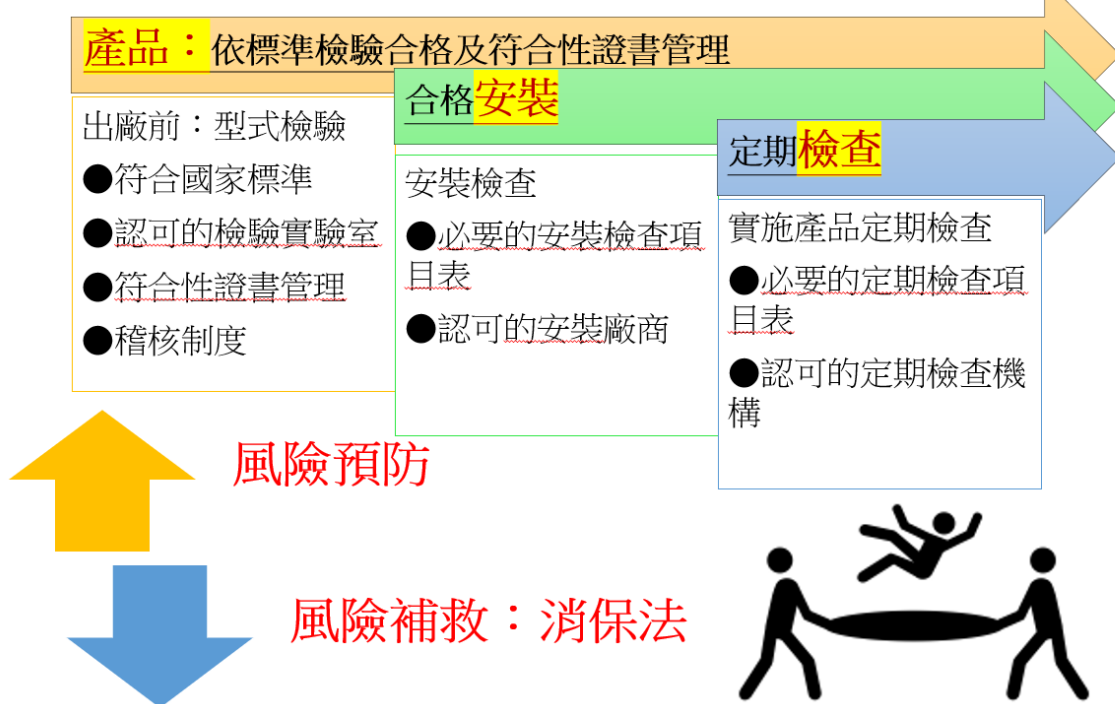 產品：依標準檢驗合格及符合性證書管理
出廠前：型式檢驗
●符合國家標準
●認可的檢驗實驗室
●符合性證書管理
●稽核制度
合格安裝
安裝檢查
●必要的安裝檢查項
目表
●認可的安裝廠商
定期檢查
實施產品定期檢查
●必要的定期檢查項
目表
●認可的定期檢查機
構
風險預防
風險補救：消保法